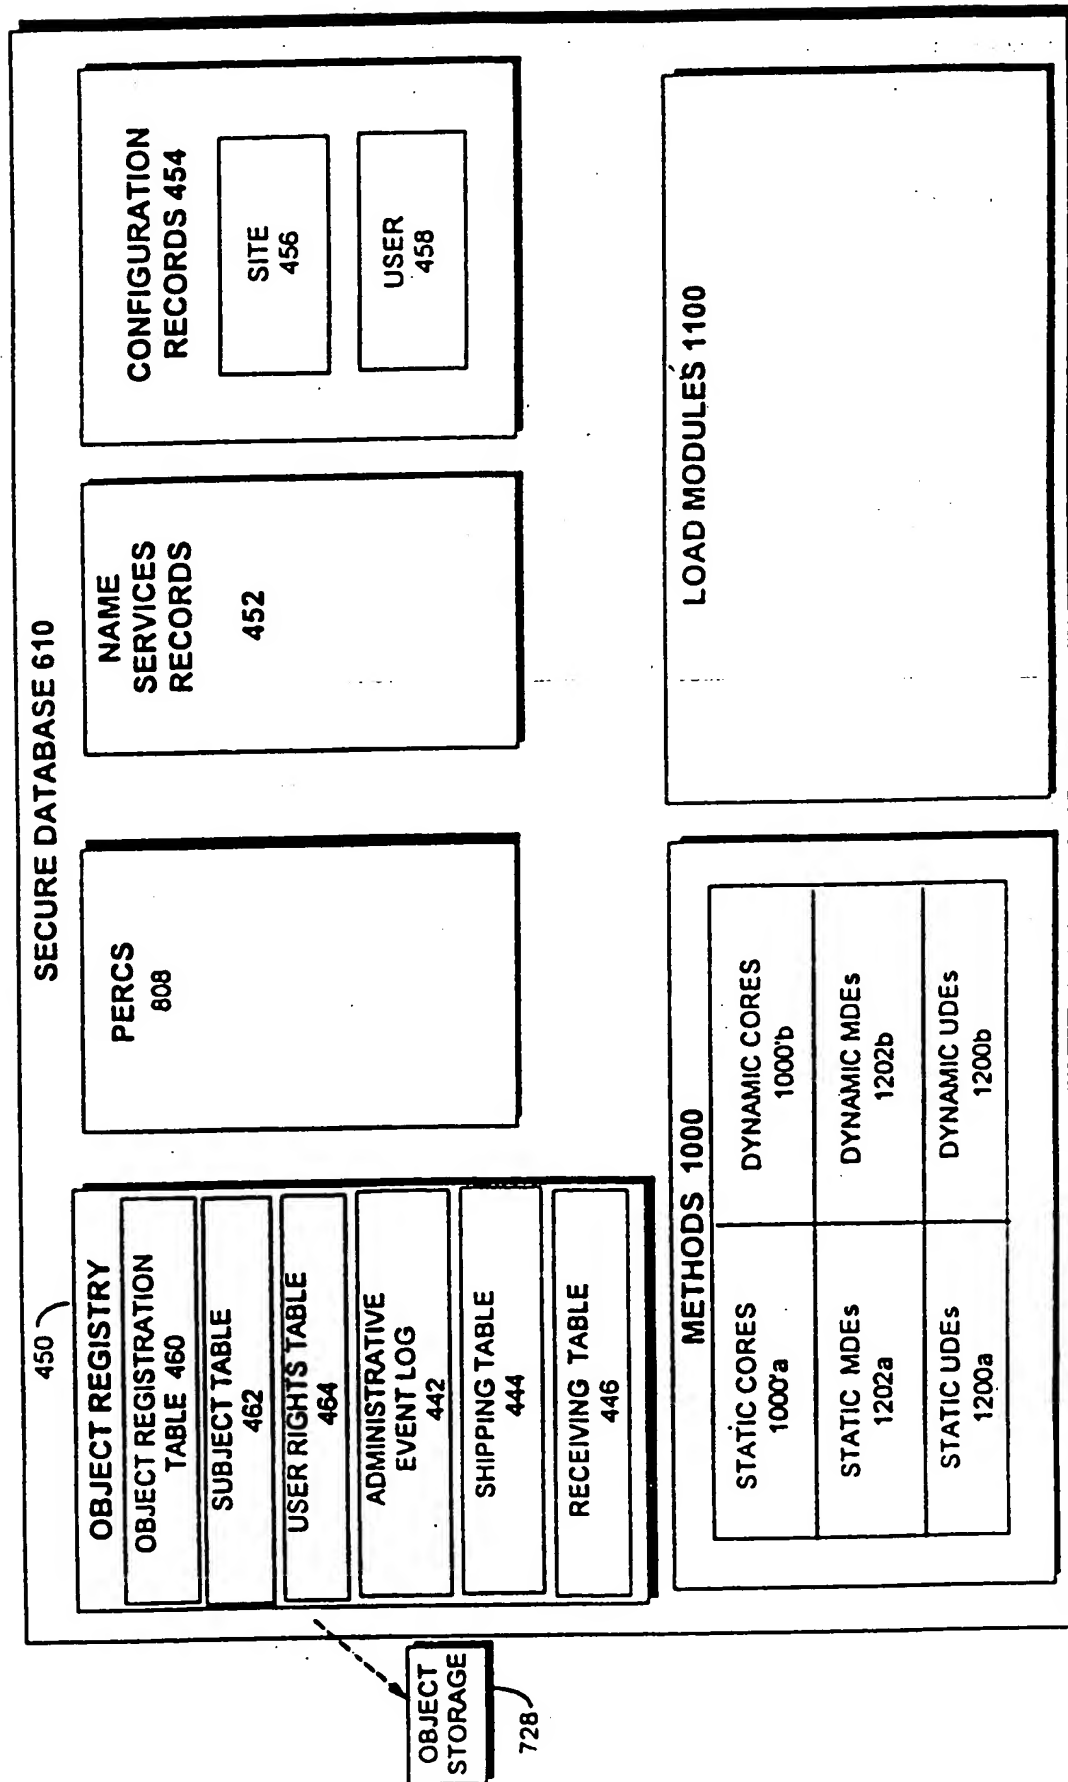 SECURE DATABASE 610
450
OBJECT REGISTRY
OBJECT REGISTRATION
TABLE 460
SUBJECT TABLE
462
USER RIGHTS TABLE
464
ADMINISTRATIVE
EVENT LOG
442
SHIPPING TABLE
444
RECEIVING TABLE
446
OBJECT
STORAGE
728
PERCS
808
NAME
SERVICES
RECORDS
452
CONFIGURATION
RECORDS 454
SITE
456
USER
458
METHODS 1000
STATIC CORES
1000'a
DYNAMIC CORES
1000'b
STATIC MDEs
1202a
DYNAMIC MDEs
1202b
STATIC UDEs
1200a
DYNAMIC UDEs
1200b
LOAD MODULES 1100